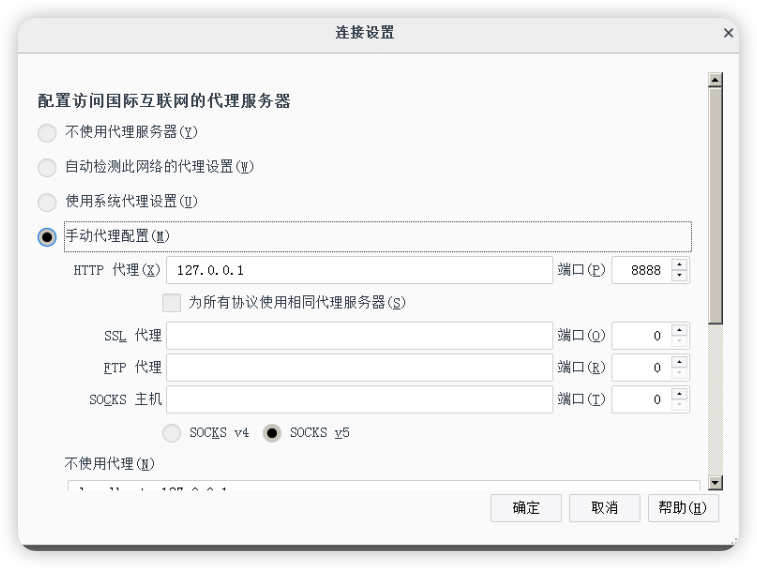 连接设置
配置访问国际互联网的代理服务器
不使用代理服务器(Y)
自动检测此网络的代理设置(W)
使用系统代理设置(U)
手动代理配置(M)
HTTP 代理(X) 127.0.0.1 端口(P) 8888
为所有协议使用相同代理服务器(S)
SSL 代理 端口(O) 0
FTP 代理 端口(R) 0
SOCKS 主机 端口(T) 0
SOCKS v4 SOCKS v5
不使用代理(N)
localhost, 127.0.0.1
确定 取消 帮助(H)